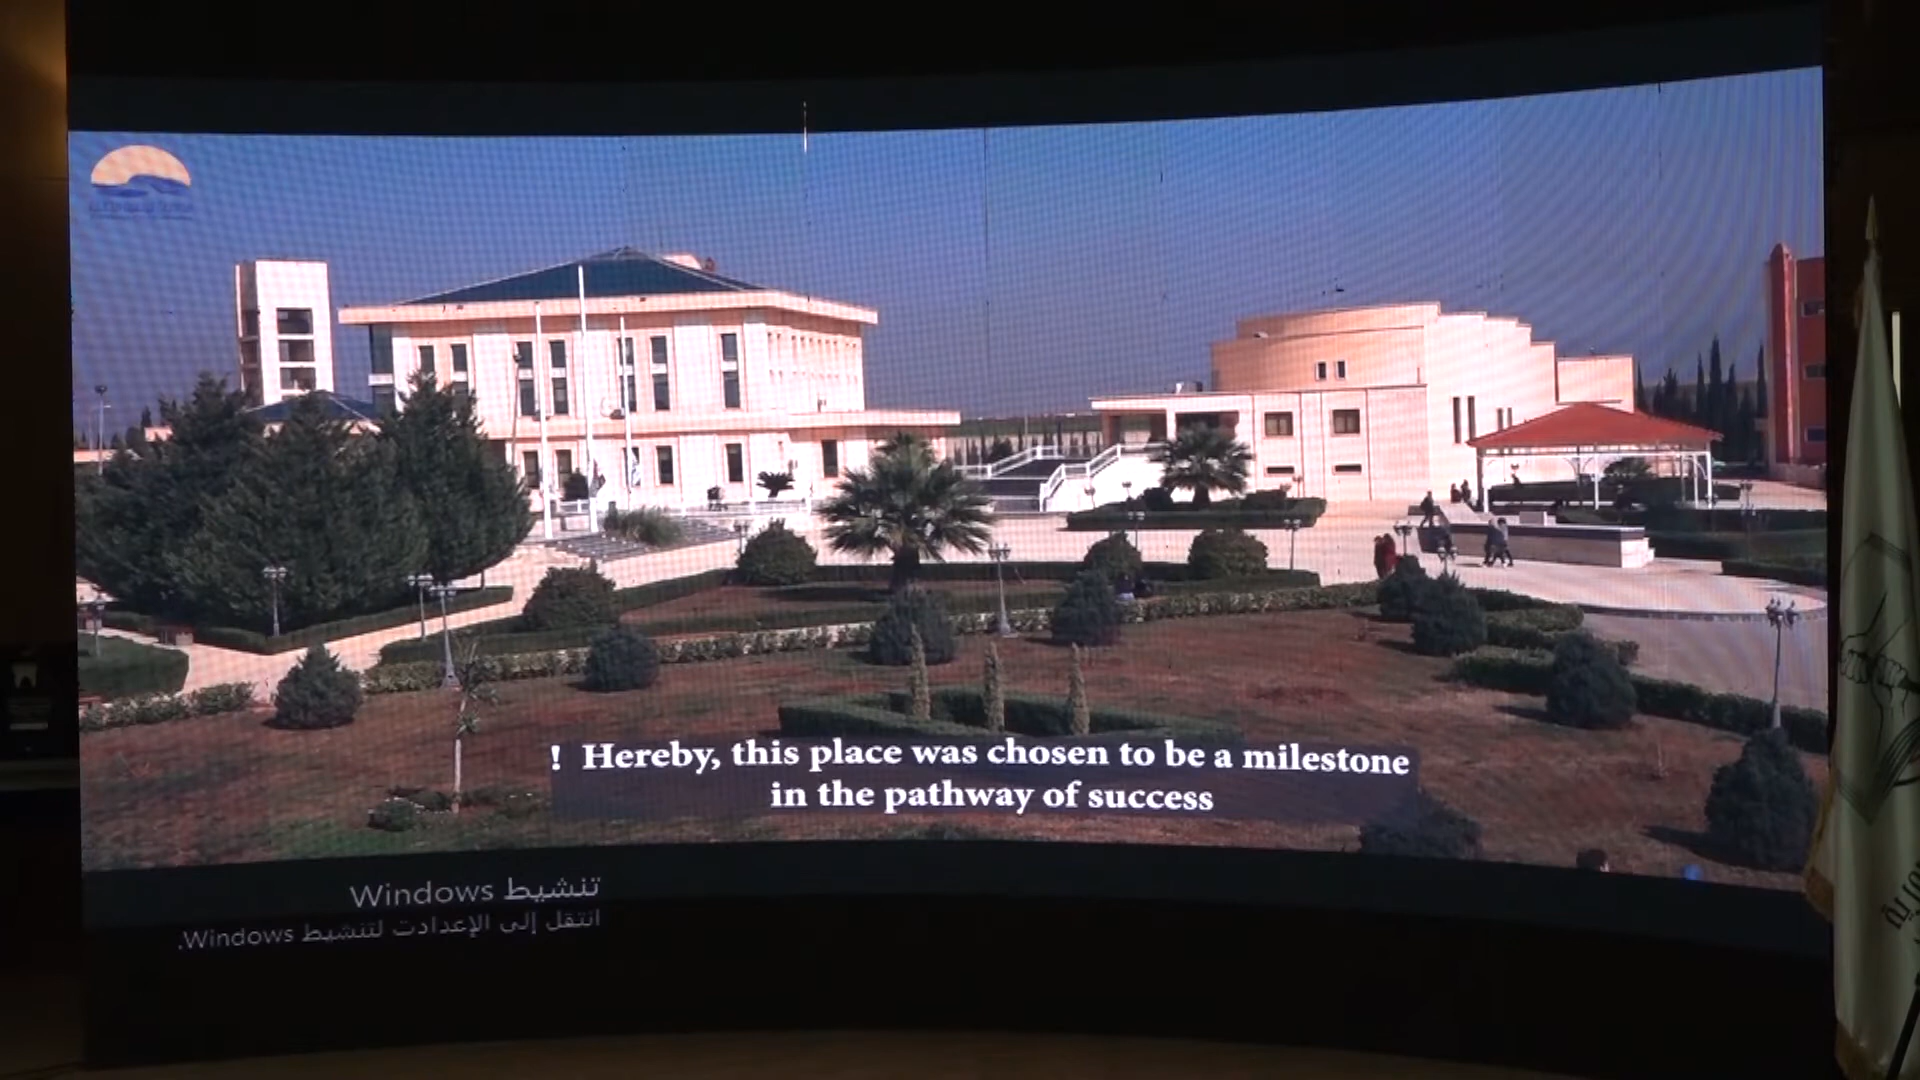 ! Hereby, this place was chosen to be a milestone
in the pathway of success
تنشيط Windows
انتقل إلى الإعدادت لتنشيط Windows.